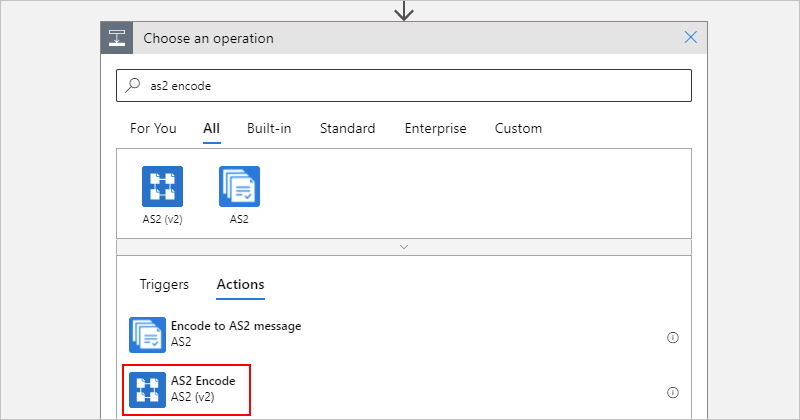 Choose an operation
as2 encode
For You All Built-in Standard Enterprise Custom
AS2 (v2) AS2
Triggers Actions
Encode to AS2 message
AS2
AS2 Encode
AS2 (v2)